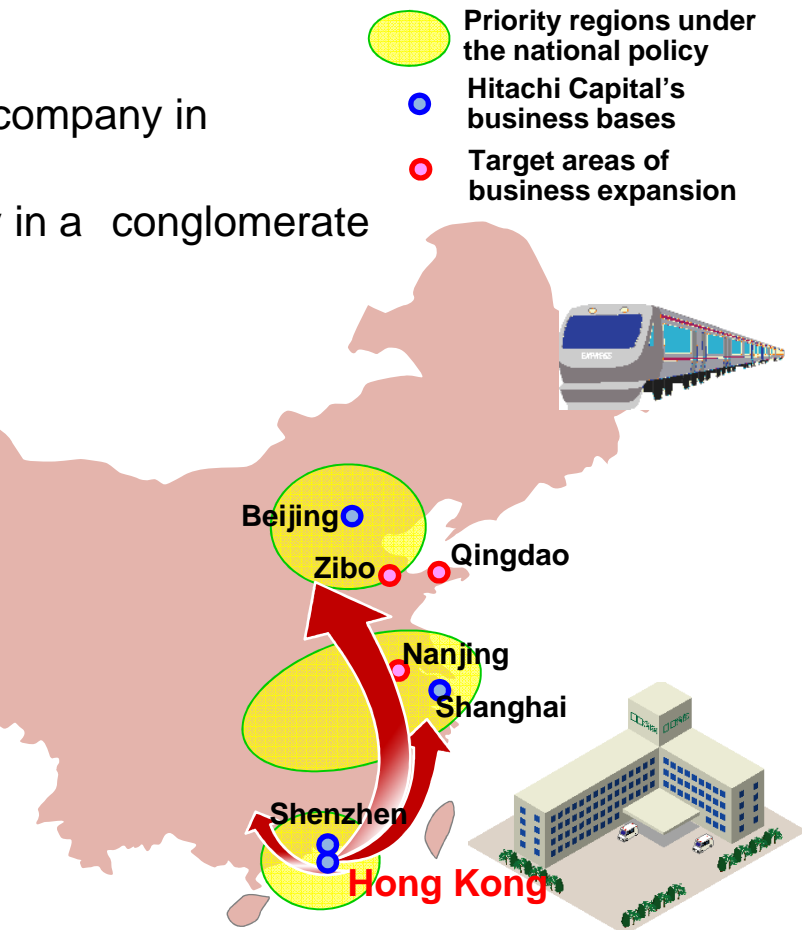 Priority regions under
the national policy
Hitachi Capital's
business bases
Target areas of
business expansion
company in
in a conglomerate
Beijing
Zibo
Qingdao
Nanjing
Shanghai
Shenzhen
Hong Kong